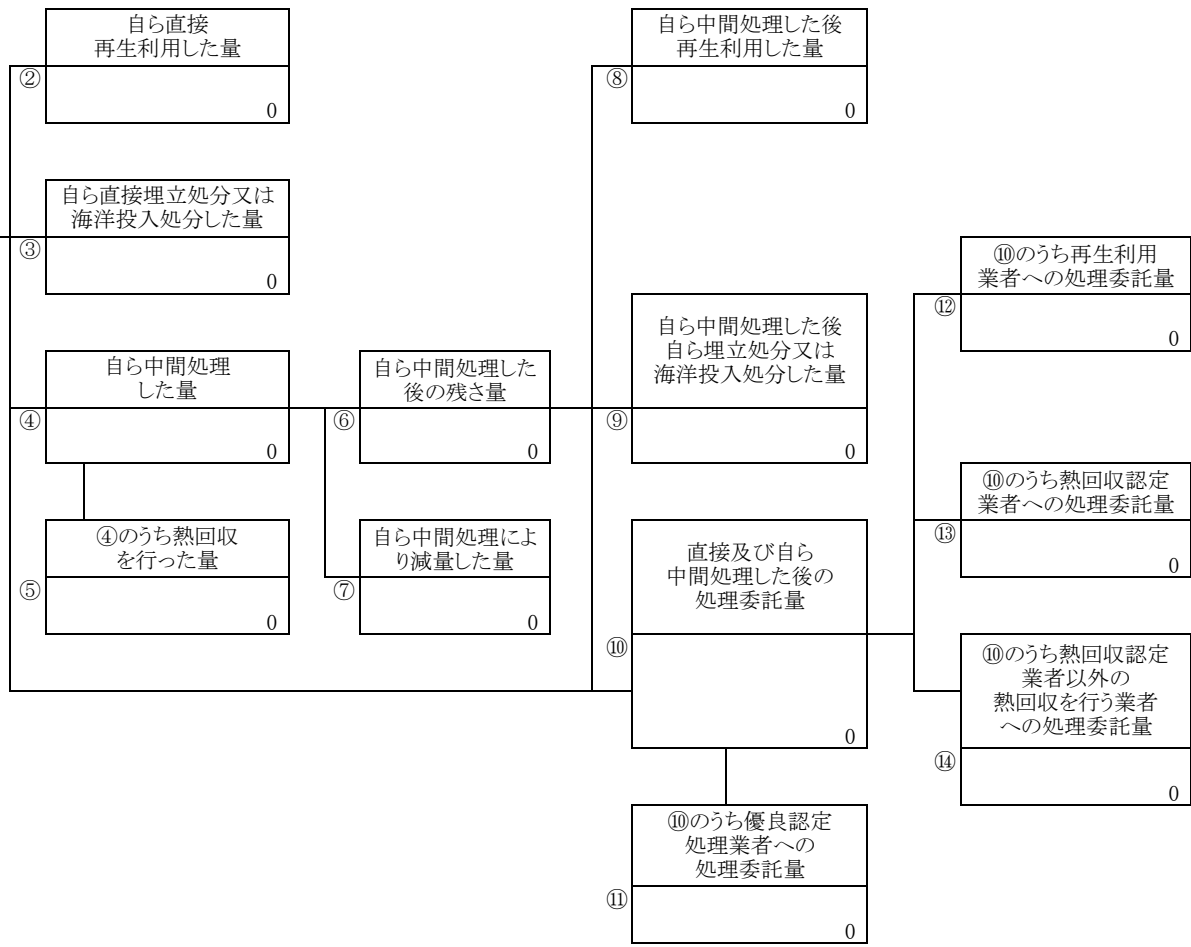 自ら直接
再生利用した量
②
0
自ら直接埋立処分又は
海洋投入処分した量
③
0
自ら中間処理
した量
④
0
④のうち熱回収
を行った量
⑤
0
自ら中間処理した
後の残さ量
⑥
0
自ら中間処理によ
り減量した量
⑦
0
自ら中間処理した後
再生利用した量
⑧
0
自ら中間処理した後
自ら埋立処分又は
海洋投入処分した量
⑨
0
直接及び自ら
中間処理した後の
処理委託量
⑩
0
⑩のうち優良認定
処理業者への
処理委託量
⑪
0
⑩のうち再生利用
業者への処理委託量
⑫
0
⑩のうち熱回収認定
業者への処理委託量
⑬
0
⑩のうち熱回収認定
業者以外の
熱回収を行う業者
への処理委託量
⑭
0